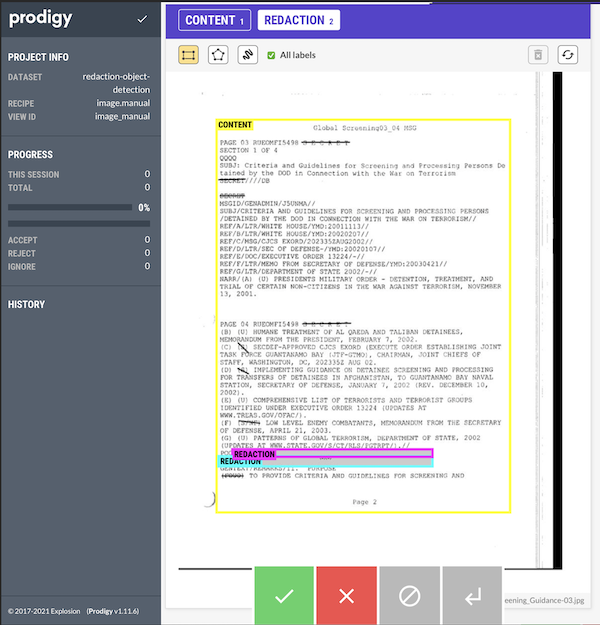 prodigy
PROJECT INFO
DATASET redaction-object-detection
RECIPE image.manual
VIEW ID image_manual
PROGRESS
THIS SESSION 0
TOTAL 0
0%
ACCEPT 0
REJECT 0
IGNORE 0
HISTORY
© 2017-2021 Explosion (Prodigy v1.11.6)
CONTENT 1 REDACTION 2
All labels
CONTENT
Global Screening03_04 MSG
PAGE 03 RUEOMFI5498 S E C R E T
SECTION 1 OF 4
QQQQ
SUBJ: Criteria and Guidelines for Screening and Processing Persons De
tained by the DOD in Connection with the War on Terrorism
SECRET////DB
SECRET
MSGID/GENADMIN/J5UNMA//
SUBJ/CRITERIA AND GUIDELINES FOR SCREENING AND PROCESSING PERSONS
/DETAINED BY THE DOD IN CONNECTION WITH THE WAR ON TERRORISM//
REF/A/LTR/WHITE HOUSE/YMD:20011113//
REF/B/LTR/WHITE HOUSE/YMD:20020207//
REF/C/MSG/CJCS EXORD/202335ZAUG2002//
REF/D/LTR/SEC OF DEFENSE-/YMD:20020107//
REF/E/DOC/EXECUTIVE ORDER 13224/-//
REF/F/LTR/MEMO FROM SECRETARY OF DEFENSE/YMD:20030421//
REF/G/LTR/DEPARTMENT OF STATE 2002/-//
NARR/(A) (U) PRESIDENTS MILITARY ORDER - DETENTION, TREATMENT, AND
TRIAL OF CERTAIN NON-CITIZENS IN THE WAR AGAINST TERRORISM, NOVEMBER
13, 2001.
PAGE 04 RUEOMFI5498 S E C R E T
(B) (U) HUMANE TREATMENT OF AL QAEDA AND TALIBAN DETAINEES,
MEMORANDUM FROM THE PRESIDENT, FEBRUARY 7, 2002.
(C) SECDEF-APPROVED CJCS EXORD (EXECUTE ORDER ESTABLISHING JOINT
TASK FORCE GUANTANAMO BAY (JTF-GTMO), CHAIRMAN, JOINT CHIEFS OF
STAFF, WASHINGTON, DC, 202335Z AUG 02.
(D) IMPLEMENTING GUIDANCE ON DETAINEE SCREENING AND PROCESSING
FOR TRANSFERS OF DETAINEES IN AFGHANISTAN, TO GUANTANAMO BAY NAVAL
STATION, SECRETARY OF DEFENSE, JANUARY 7, 2002 (REV. DECEMBER 10,
2002).
(E) (U) COMPREHENSIVE LIST OF TERRORISTS AND TERRORIST GROUPS
IDENTIFIED UNDER EXECUTIVE ORDER 13224 (UPDATES AT
WWW.TREAS.GOV/OFAC/).
(F) (S/NF) LOW LEVEL ENEMY COMBATANTS, MEMORANDUM FROM THE SECRETARY
OF DEFENSE, APRIL 21, 2003.
(G) (U) PATTERNS OF GLOBAL TERRORISM, DEPARTMENT OF STATE, 2002
(UPDATES AT WWW.STATE.GOV/S/CT/RLS/PGTRPT/).//
REDACTION
REDACTION
GENTEXT/REMARKS/1. PURPOSE
TO PROVIDE CRITERIA AND GUIDELINES FOR SCREENING AND
Page 2
eening_Guidance-03.jpg